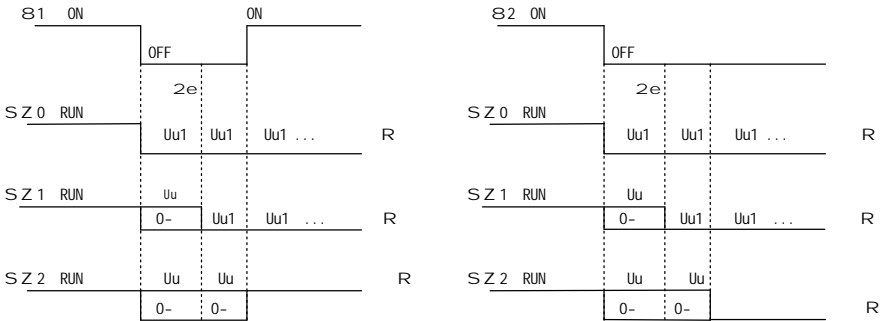 81 ON ON
OFF
2e
SZ0 RUN
Uu1 Uu1 Uu1 ... R
SZ1 RUN Uu
0- Uu1 Uu1 ... R
SZ2 RUN Uu Uu R
0- 0-
82 ON
OFF
2e
SZ0 RUN
Uu1 Uu1 Uu1 ... R
SZ1 RUN Uu
0- Uu1 Uu1 ... R
SZ2 RUN Uu Uu
0- 0- R